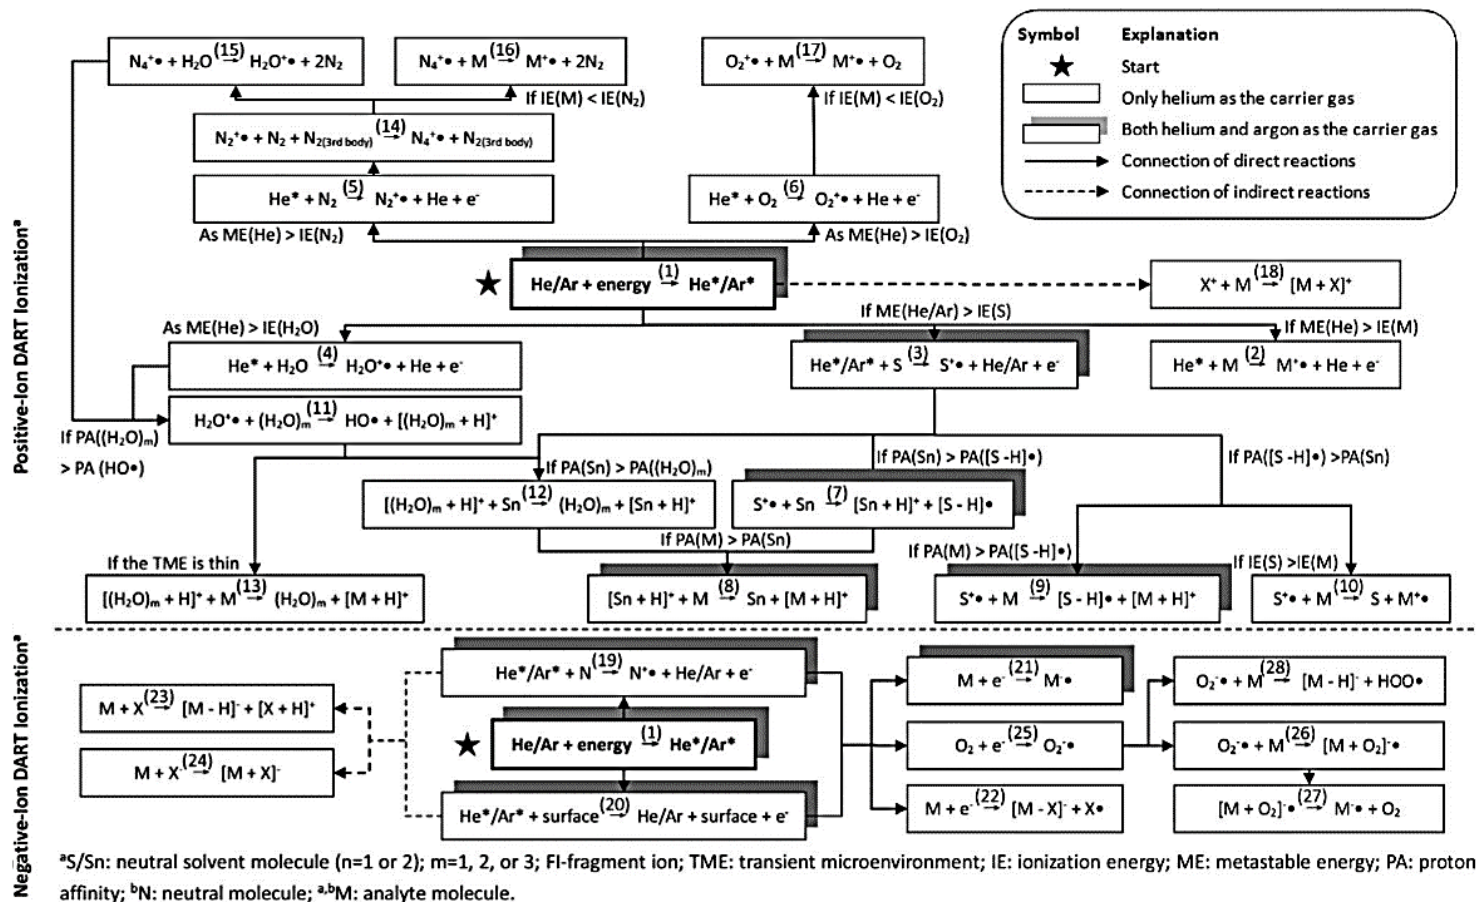 Symbol Explanation
Start
Only helium as the carrier gas
Both helium and argon as the carrier gas
Connection of direct reactions
Connection of indirect reactions
Positive-Ion DART Ionizationᵃ
N₄⁺• + H₂O (15)→ H₂O⁺• + 2N₂
N₄⁺• + M (16)→ M⁺• + 2N₂
O₂⁺• + M (17)→ M⁺• + O₂
If IE(M) < IE(N₂)
If IE(M) < IE(O₂)
N₂⁺• + N₂ + N₂(3rd body) (14)→ N₄⁺• + N₂(3rd body)
He* + N₂ (5)→ N₂⁺• + He + e⁻
He* + O₂ (6)→ O₂⁺• + He + e⁻
As ME(He) > IE(N₂)
As ME(He) > IE(O₂)
He/Ar + energy (1)→ He*/Ar*
X⁺ + M (18)→ [M + X]⁺
As ME(He) > IE(H₂O)
If ME(He/Ar) > IE(S)
If ME(He) > IE(M)
He* + H₂O (4)→ H₂O⁺• + He + e⁻
He*/Ar* + S (3)→ S⁺• + He/Ar + e⁻
He* + M (2)→ M⁺• + He + e⁻
H₂O⁺• + (H₂O)ₘ (11)→ HO• + [(H₂O)ₘ + H]⁺
If PA((H₂O)ₘ)
> PA (HO•)
If PA(Sn) > PA((H₂O)ₘ)
If PA(Sn) > PA([S -H]•)
If PA([S -H]•) >PA(Sn)
[(H₂O)ₘ + H]⁺ + Sn (12)→ (H₂O)ₘ + [Sn + H]⁺
S⁺• + Sn (7)→ [Sn + H]⁺ + [S - H]•
If PA(M) > PA(Sn)
If PA(M) > PA([S -H]•)
If the TME is thin
If IE(S) >IE(M)
[(H₂O)ₘ + H]⁺ + M (13)→ (H₂O)ₘ + [M + H]⁺
[Sn + H]⁺ + M (8)→ Sn + [M + H]⁺
S⁺• + M (9)→ [S - H]• + [M + H]⁺
S⁺• + M (10)→ S + M⁺•
Negative-Ion DART Ionizationᵃ
He*/Ar* + N (19)→ N⁺• + He/Ar + e⁻
M + e⁻ (21)→ M⁻•
O₂⁻• + M (28)→ [M - H]⁻ + HOO•
M + X (23)→ [M - H]⁻ + [X + H]⁺
He/Ar + energy (1)→ He*/Ar*
O₂ + e⁻ (25)→ O₂⁻•
O₂⁻• + M (26)→ [M + O₂]⁻•
M + X⁻ (24)→ [M + X]⁻
He*/Ar* + surface (20)→ He/Ar + surface + e⁻
M + e⁻ (22)→ [M - X]⁻ + X•
[M + O₂]⁻• (27)→ M⁻• + O₂
ᵃS/Sn: neutral solvent molecule (n=1 or 2); m=1, 2, or 3; FI-fragment ion; TME: transient microenvironment; IE: ionization energy; ME: metastable energy; PA: proton
affinity; ᵇN: neutral molecule; ᵃ,ᵇM: analyte molecule.